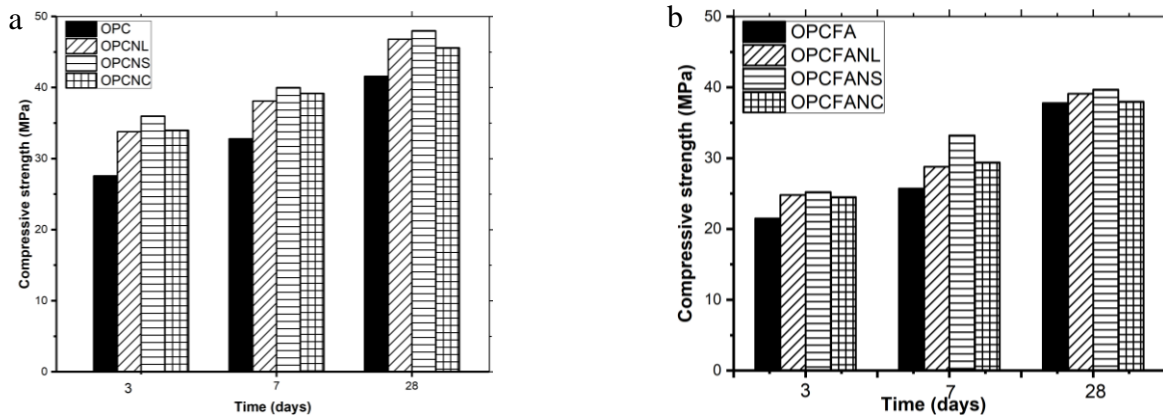 a
Compressive strength (MPa)
50
40
30
20
10
0
OPC
OPCNL
OPCNS
OPCNC
3
7
28
Time (days)
b
Compressive strength (MPa)
50
40
30
20
10
0
OPCFA
OPCFANL
OPCFANS
OPCFANC
3
7
28
Time (days)